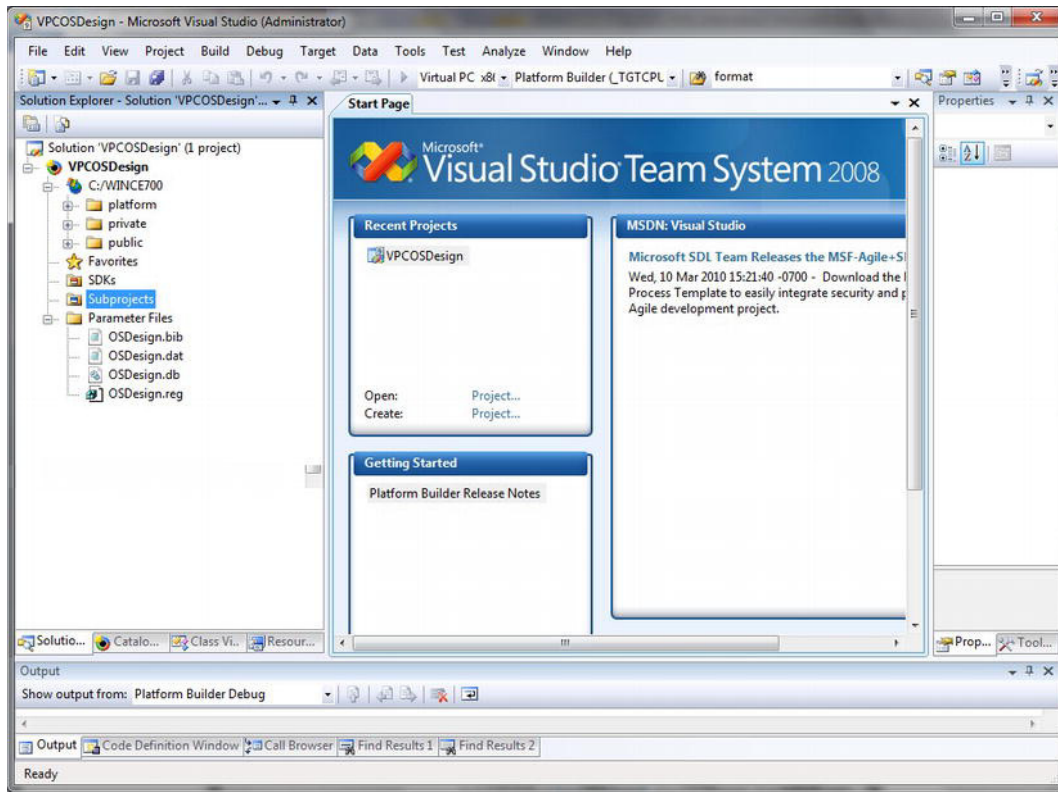 VPCOSDesign - Microsoft Visual Studio (Administrator)
File Edit View Project Build Debug Target Data Tools Test Analyze Window Help
Virtual PC x8( Platform Builder (_TGTCPL format
Solution Explorer - Solution 'VPCOSDesign'...
Solution 'VPCOSDesign' (1 project)
VPCOSDesign
C:/WINCE700
platform
private
public
Favorites
SDKs
Subprojects
Parameter Files
OSDesign.bib
OSDesign.dat
OSDesign.db
OSDesign.reg
Solutio... Catalo... Class Vi... Resour...
Start Page
Microsoft®
Visual Studio Team System 2008
Recent Projects
VPCOSDesign
Open: Project...
Create: Project...
Getting Started
Platform Builder Release Notes
MSDN: Visual Studio
Microsoft SDL Team Releases the MSF-Agile+S
Wed, 10 Mar 2010 15:21:40 -0700 - Download the
Process Template to easily integrate security and
Agile development project.
Properties
Prop... Tool...
Output
Show output from: Platform Builder Debug
Output Code Definition Window Call Browser Find Results 1 Find Results 2
Ready